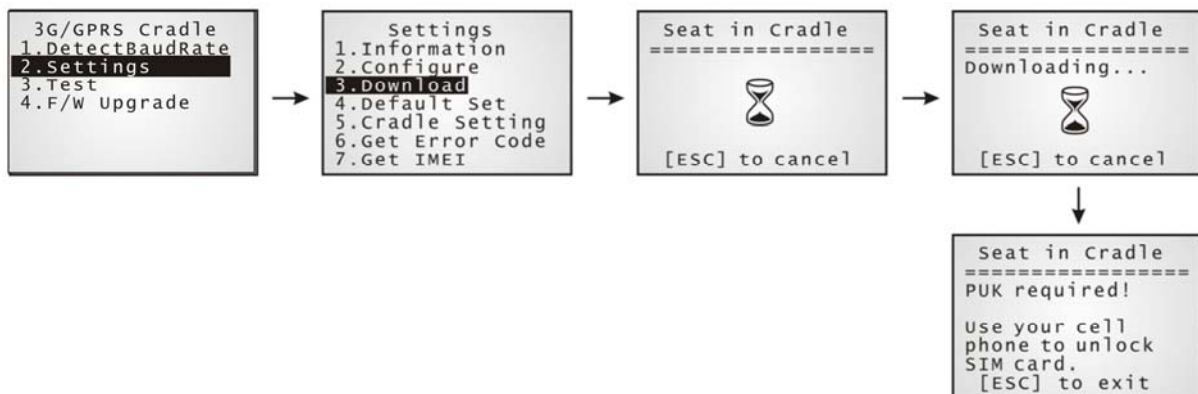 3G/GPRS Cradle
1.DetectBaudRate
2.Settings
3.Test
4.F/W Upgrade
Settings
1.Information
2.Configure
3.Download
4.Default Set
5.Cradle Setting
6.Get Error Code
7.Get IMEI
Seat in Cradle
=================
[ESC] to cancel
Seat in Cradle
=================
Downloading...
[ESC] to cancel
Seat in Cradle
=================
PUK required!
Use your cell
phone to unlock
SIM card.
[ESC] to exit